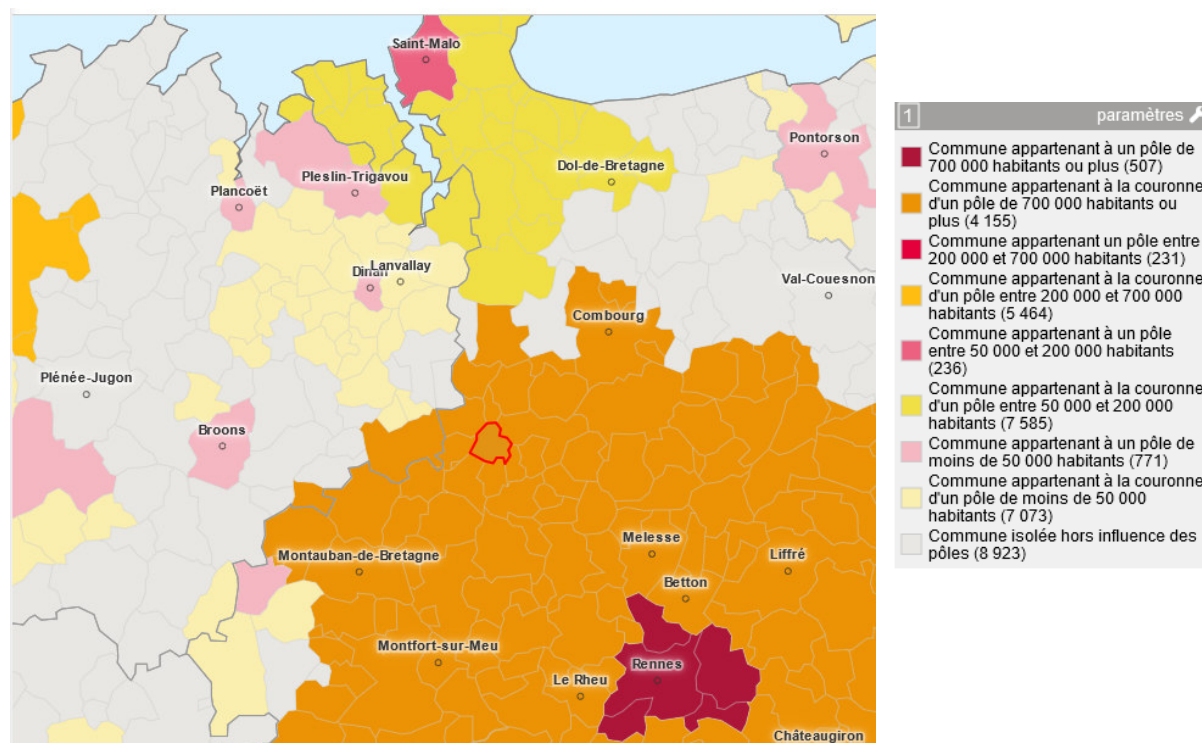 Saint-Malo
Pontorson
Dol-de-Bretagne
Pleslin-Trigavou
Plancoët
Lanvallay
Dinan
Val-Couesnon
Combourg
Plénée-Jugon
Broons
Melesse
Montauban-de-Bretagne
Liffré
Betton
Montfort-sur-Meu
Rennes
Le Rheu
Châteaugiron
1
paramètres
Commune appartenant à un pôle de
700 000 habitants ou plus (507)
Commune appartenant à la couronne
d'un pôle de 700 000 habitants ou
plus (4 155)
Commune appartenant un pôle entre
200 000 et 700 000 habitants (231)
Commune appartenant à la couronne
d'un pôle entre 200 000 et 700 000
habitants (5 464)
Commune appartenant à un pôle
entre 50 000 et 200 000 habitants
(236)
Commune appartenant à la couronne
d'un pôle entre 50 000 et 200 000
habitants (7 585)
Commune appartenant à un pôle de
moins de 50 000 habitants (771)
Commune appartenant à la couronne
d'un pôle de moins de 50 000
habitants (7 073)
Commune isolée hors influence des
pôles (8 923)